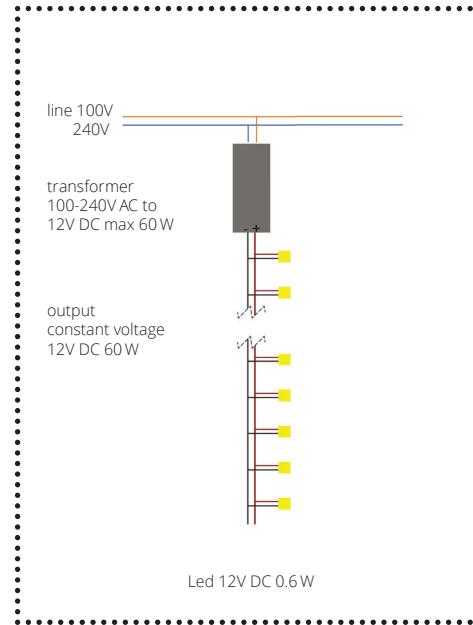 line 100V
240V
transformer
100-240V AC to
12V DC max 60 W
- +
output
constant voltage
12V DC 60 W
Led 12V DC 0.6 W